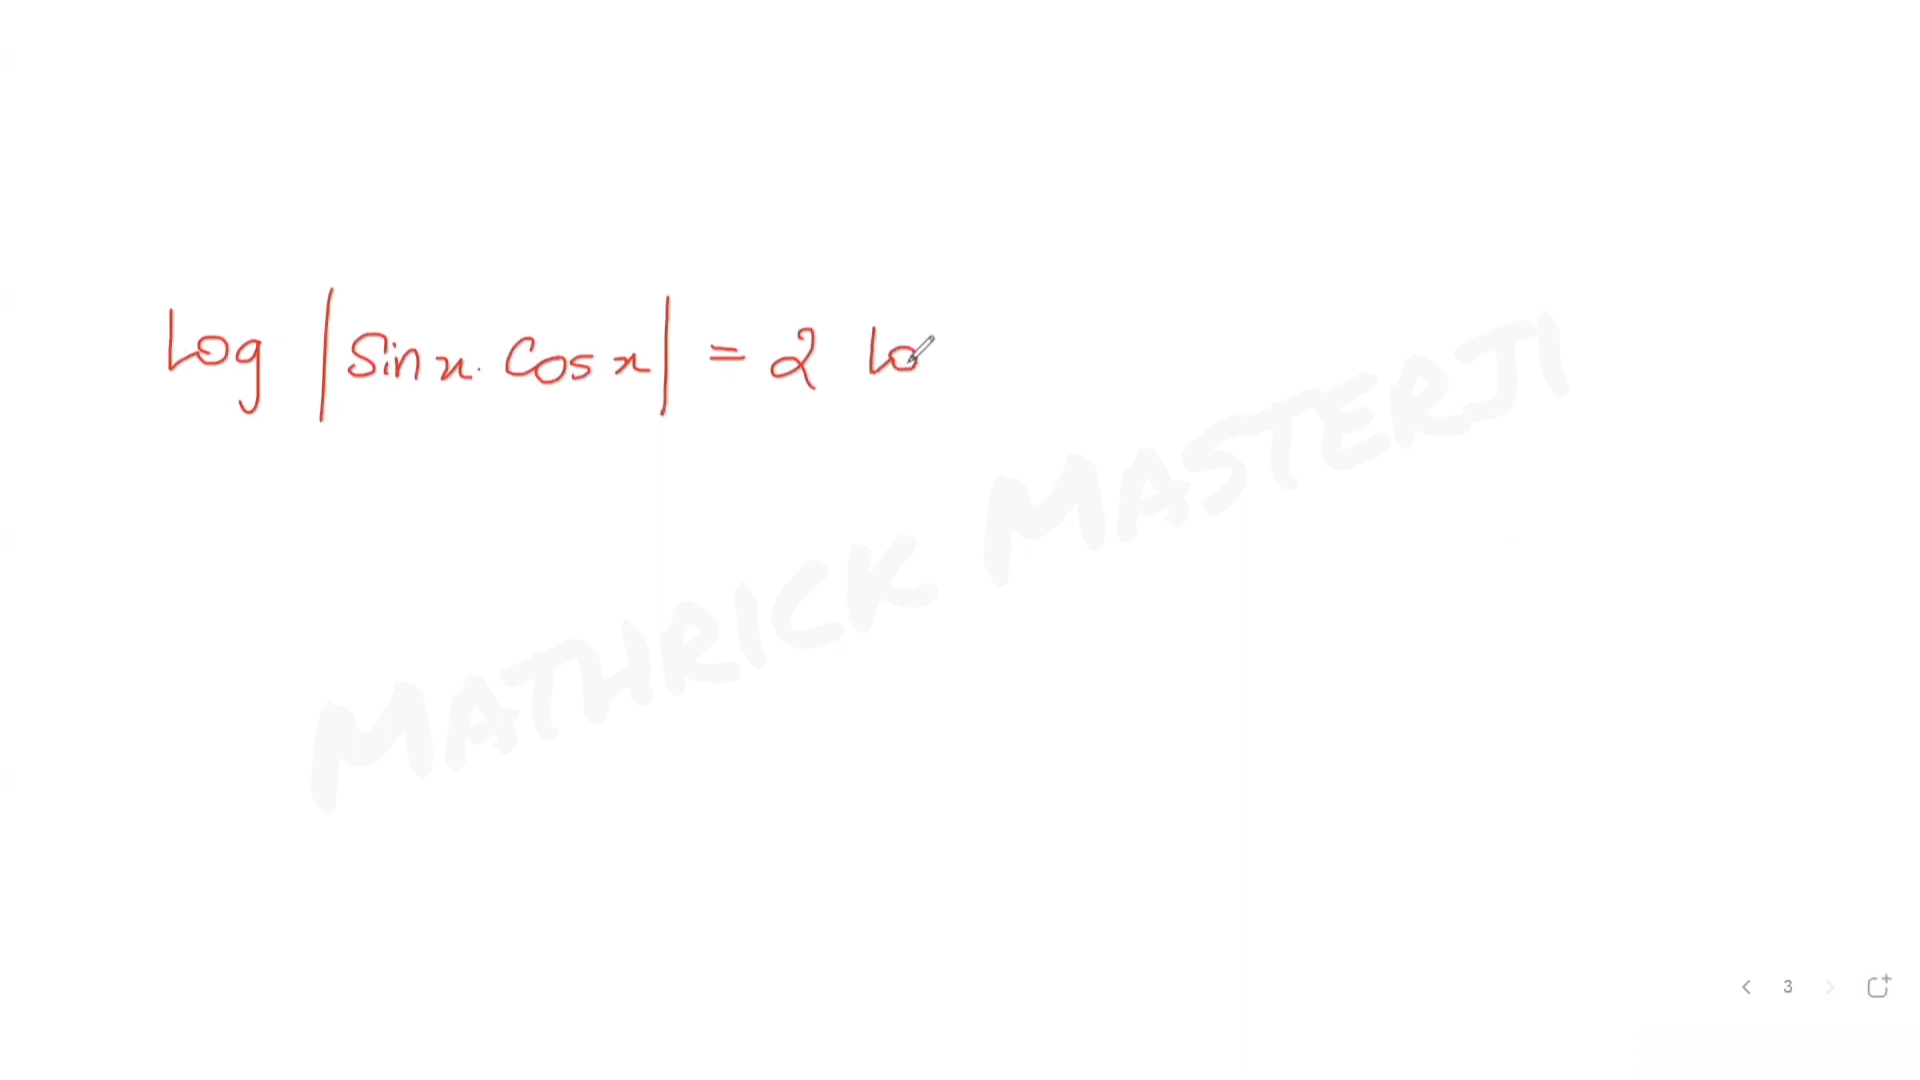 log |Sin x . Cos x| = 2 lo
MATHRICK MASTERJI
3